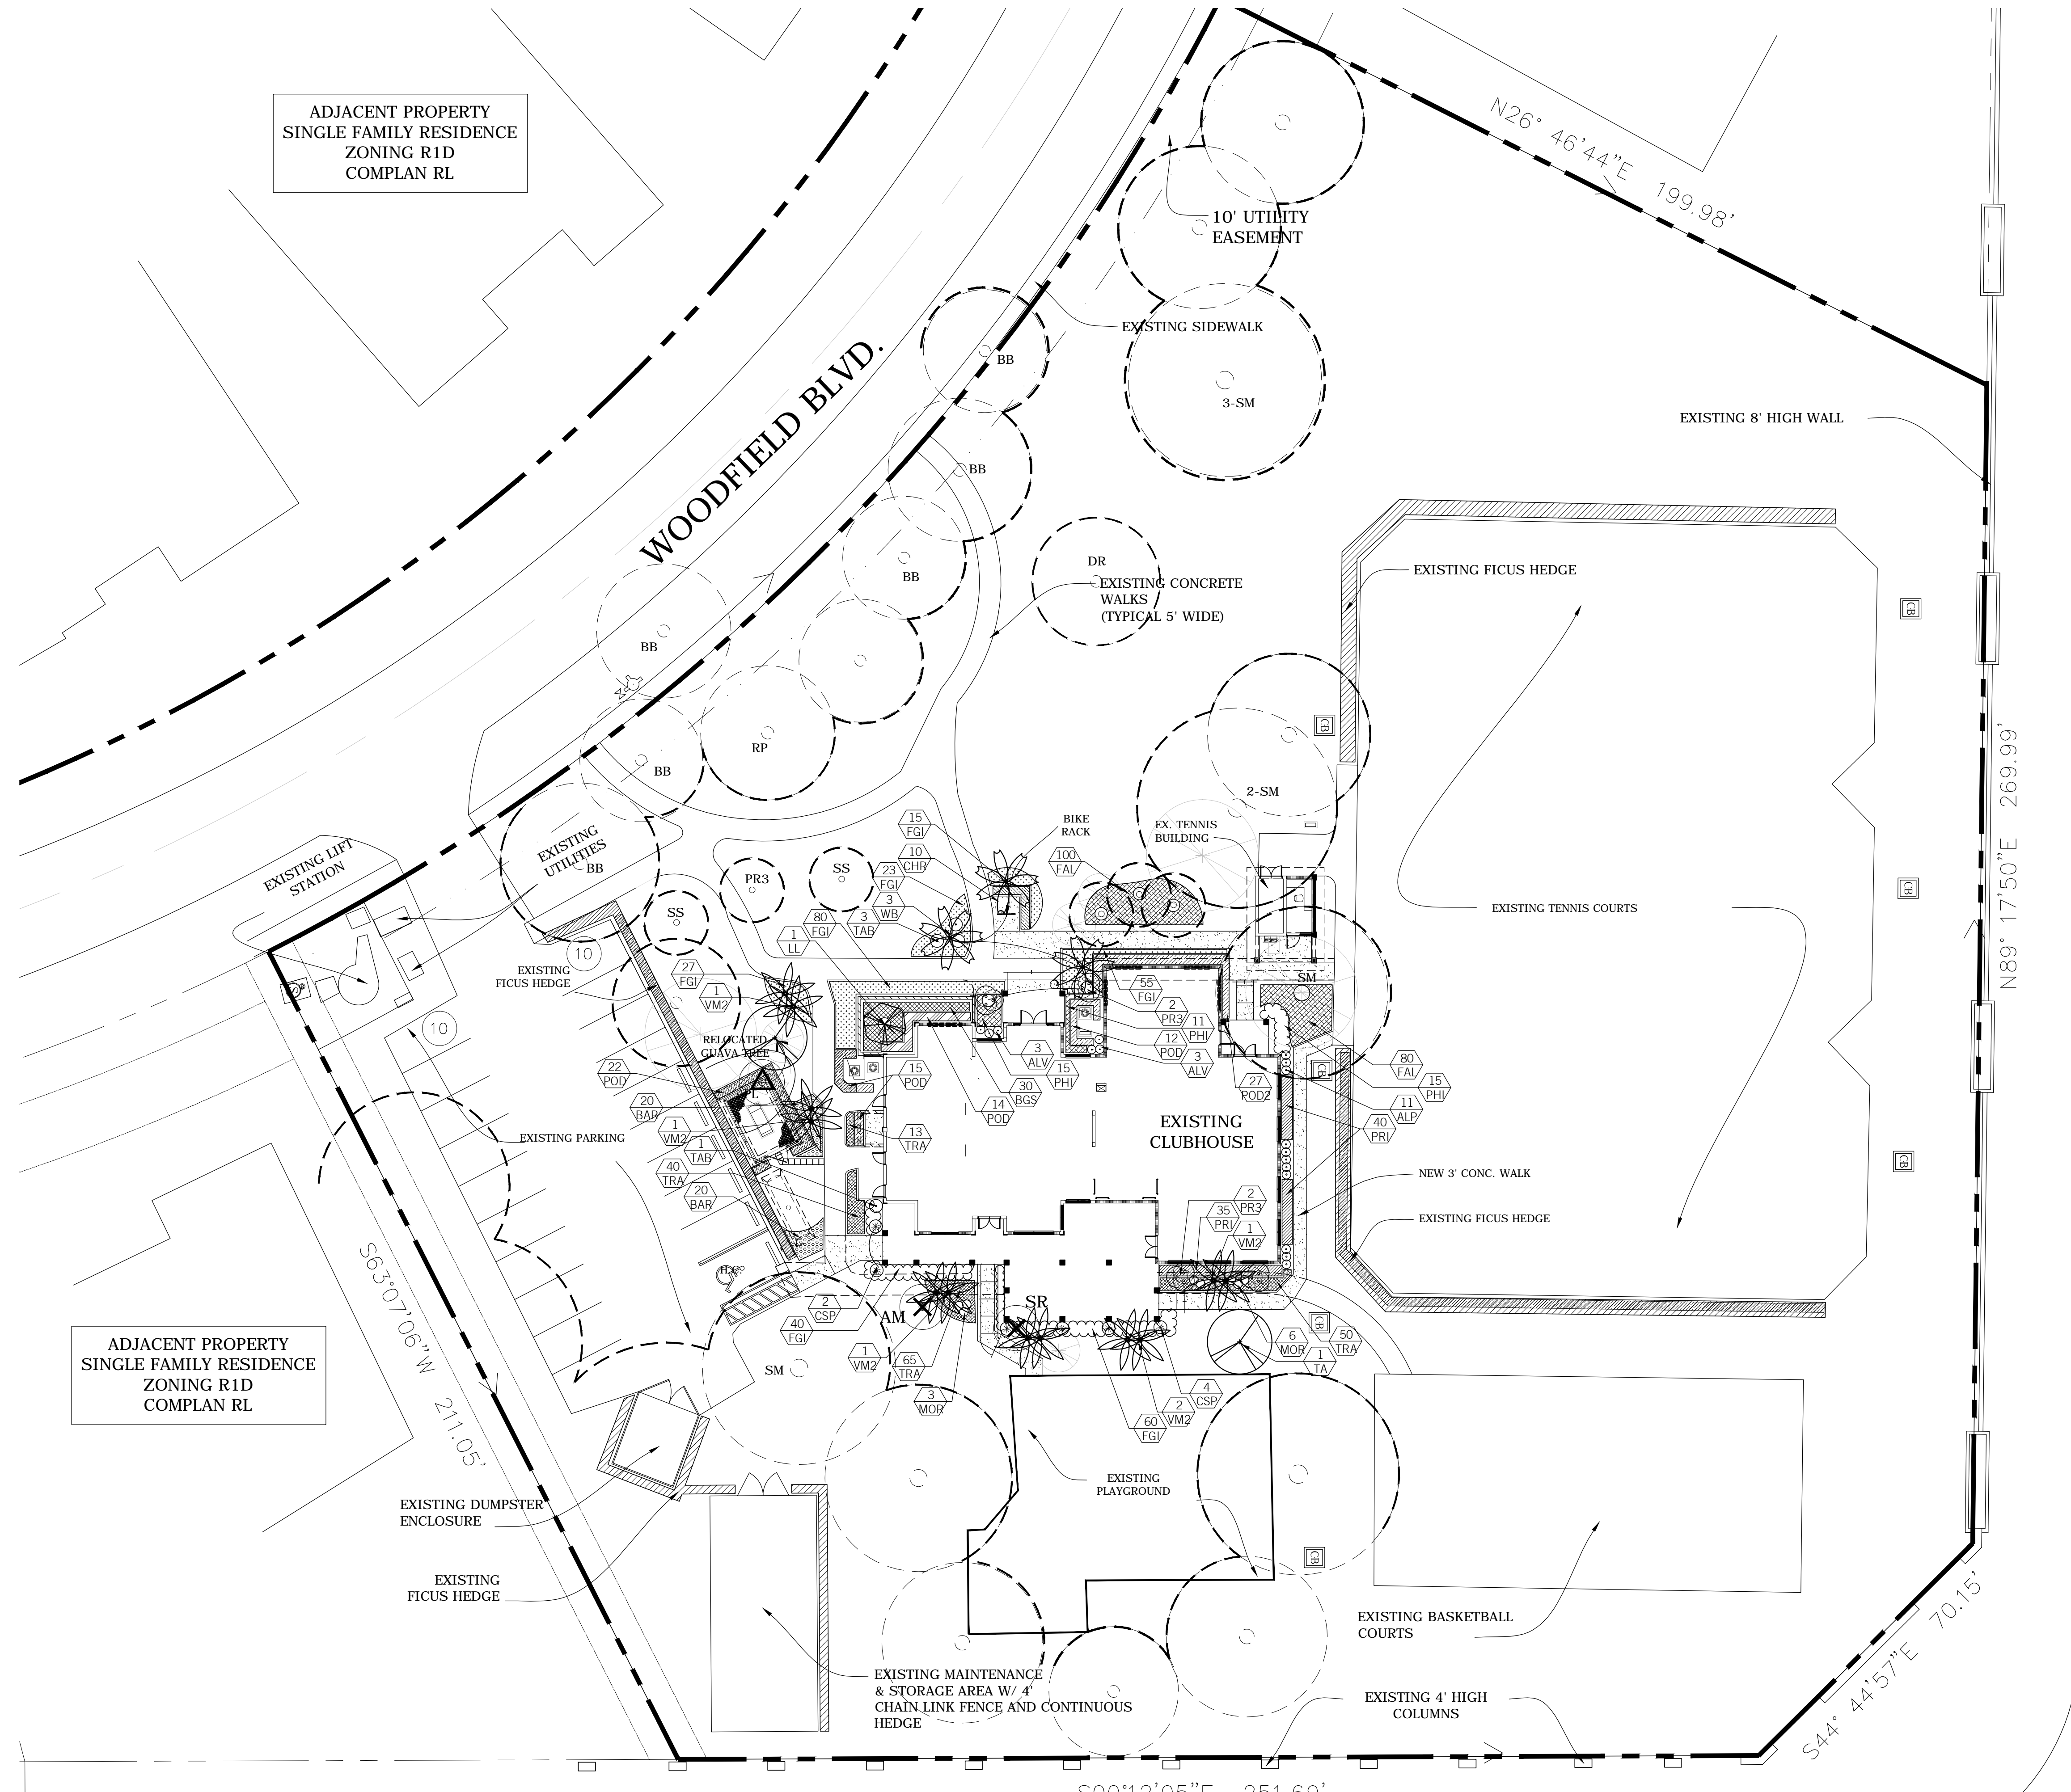 ADJACENT PROPERTY
SINGLE FAMILY RESIDENCE
ZONING R1D
COMPLAN RL
N26° 46'44"E 199.98'
10' UTILITY
EASEMENT
EXISTING SIDEWALK
BB
WOODFIELD BLVD.
3-SM
EXISTING 8' HIGH WALL
BB
BB
DR
EXISTING CONCRETE
WALKS
(TYPICAL 5' WIDE)
EXISTING FICUS HEDGE
CB
BB
CB
RP
BB
N89° 17'50"E 269.99'
2-SM
BIKE
RACK
EX. TENNIS
BUILDING
15
FGI
10
CHR
100
FAL
EXISTING LIFT
STATION
EXISTING
UTILITIES
BB
PR3
SS
SS
23
FGI
3
WB
3
TAB
80
FGI
1
LL
CB
EXISTING TENNIS COURTS
10
EXISTING
FICUS HEDGE
27
FGI
1
VM2
SM
55
FGI
2
PR3
11
PHI
12
POD
3
ALV
10
RELOCATED
GUAVA TREE
3
ALV
15
PHI
30
BGS
14
POD
15
POD
27
POD2
CB
80
FAL
15
PHI
11
ALP
40
PRI
22
POD
20
BAR
1
VM2
1
TAB
40
TRA
20
BAR
13
TRA
EXISTING PARKING
EXISTING
CLUBHOUSE
CB
NEW 3' CONC. WALK
EXISTING FICUS HEDGE
2
PR3
35
PRI
1
VM2
S63°07'06"W 211.05'
H.C.
2
CSP
40
FGI
AM
SR
1
VM2
65
TRA
3
MOR
CB
6
MOR
50
TRA
1
TA
4
CSP
2
VM2
60
FGI
SM
ADJACENT PROPERTY
SINGLE FAMILY RESIDENCE
ZONING R1D
COMPLAN RL
EXISTING
PLAYGROUND
EXISTING DUMPSTER
ENCLOSURE
CB
EXISTING
FICUS HEDGE
EXISTING BASKETBALL
COURTS
EXISTING MAINTENANCE
& STORAGE AREA W/ 4'
CHAIN LINK FENCE AND CONTINUOUS
HEDGE
EXISTING 4' HIGH
COLUMNS
S44° 44'57"E 70.15'